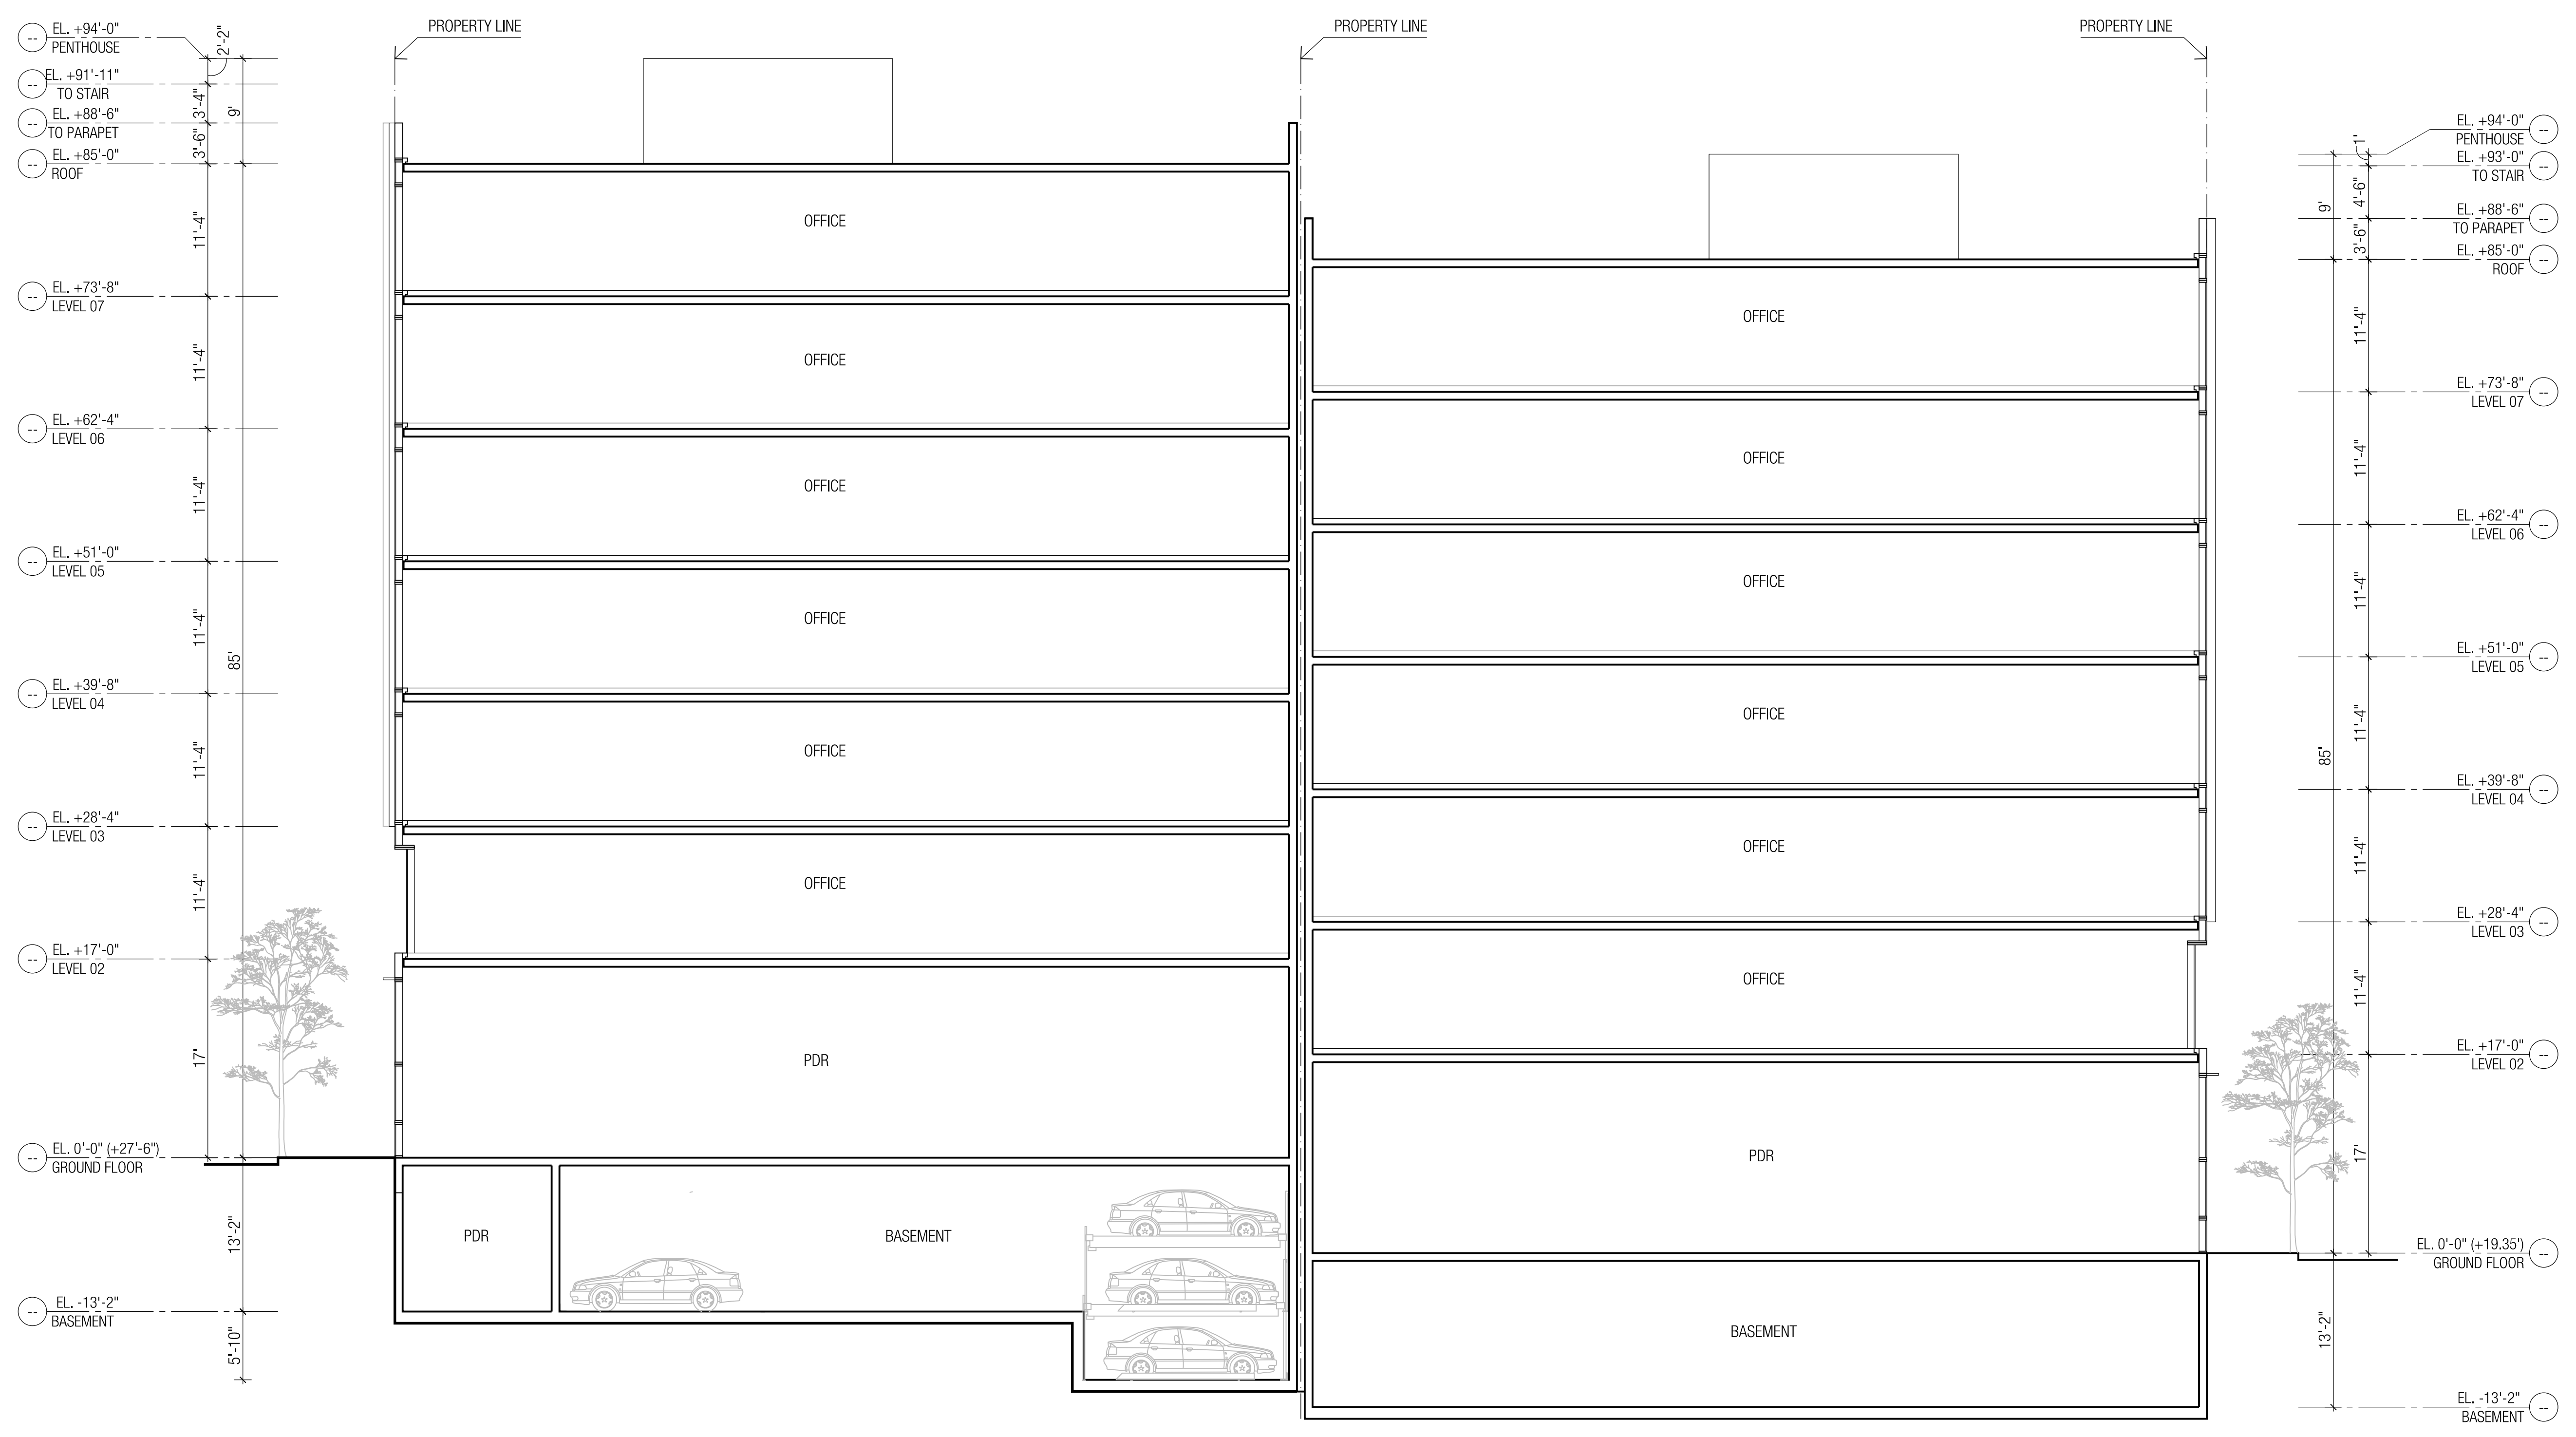 PROPERTY LINE
PROPERTY LINE
PROPERTY LINE
EL. +94'-0"
PENTHOUSE
EL. +91'-11"
TO STAIR
EL. +88'-6"
TO PARAPET
EL. +85'-0"
ROOF
EL. +73'-8"
LEVEL 07
EL. +62'-4"
LEVEL 06
EL. +51'-0"
LEVEL 05
EL. +39'-8"
LEVEL 04
EL. +28'-4"
LEVEL 03
EL. +17'-0"
LEVEL 02
EL. 0'-0" (+27'-6")
GROUND FLOOR
EL. -13'-2"
BASEMENT
--
--
--
--
--
--
--
--
--
--
--
--
2'-2"
3'-4"
3'-6"
11'-4"
11'-4"
11'-4"
11'-4"
11'-4"
11'-4"
17'
9'
85'
13'-2"
5'-10"
OFFICE
OFFICE
OFFICE
OFFICE
OFFICE
OFFICE
PDR
PDR
BASEMENT
OFFICE
OFFICE
OFFICE
OFFICE
OFFICE
OFFICE
PDR
BASEMENT
9'
85'
13'-2"
1'
4'-6"
3'-6"
11'-4"
11'-4"
11'-4"
11'-4"
11'-4"
11'-4"
17'
EL. +94'-0"
PENTHOUSE
EL. +93'-0"
TO STAIR
EL. +88'-6"
TO PARAPET
EL. +85'-0"
ROOF
EL. +73'-8"
LEVEL 07
EL. +62'-4"
LEVEL 06
EL. +51'-0"
LEVEL 05
EL. +39'-8"
LEVEL 04
EL. +28'-4"
LEVEL 03
EL. +17'-0"
LEVEL 02
EL. 0'-0" (+19.35')
GROUND FLOOR
EL. -13'-2"
BASEMENT
--
--
--
--
--
--
--
--
--
--
--
--